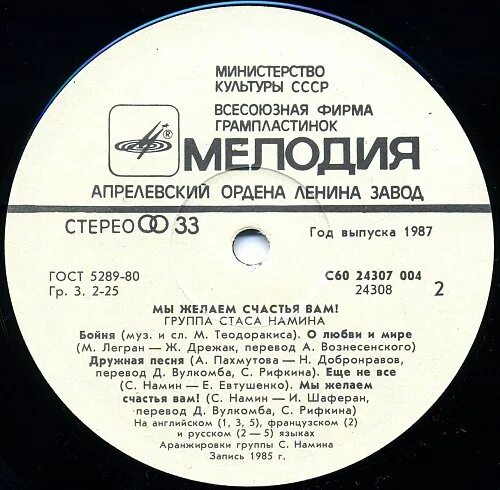 МИНИСТЕРСТВО
КУЛЬТУРЫ СССР
ВСЕСОЮЗНАЯ ФИРМА
ГРАМПЛАСТИНОК
®
МЕЛОДИЯ
АПРЕЛЕВСКИЙ ОРДЕНА ЛЕНИНА ЗАВОД
СТЕРЕО 33
Год выпуска 1987
ГОСТ 5289-80
Гр. 3. 2-25
С60 24307 004
24308
2
МЫ ЖЕЛАЕМ СЧАСТЬЯ ВАМ!
ГРУППА СТАСА НАМИНА
Бойня (муз. и сл. М. Теодоракиса). О любви и мире
(М. Легран — Ж. Дрежак, перевод А. Вознесенского)
Дружная песня (А. Пахмутова — Н. Добронравов,
перевод Д. Вулкомба, С. Рифкина). Еще не все
(С. Намин — Е. Евтушенко). Мы желаем
счастья вам! (С. Намин — И. Шаферан,
перевод Д. Вулкомба, С. Рифкина)
На английском (1, 3, 5), французском (2)
и русском (2 — 5) языках
Аранжировки группы С. Намина
Запись 1985 г.